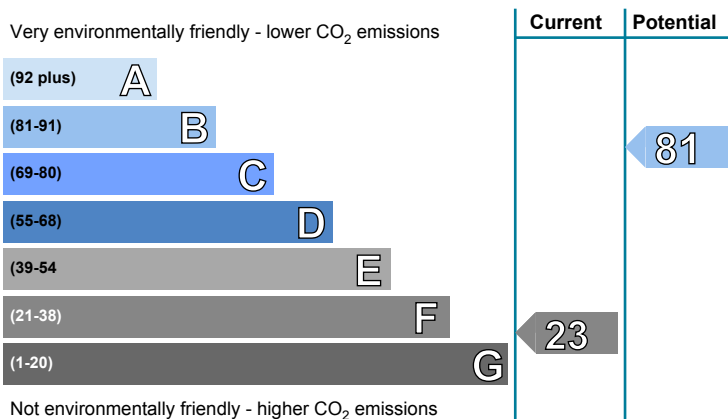 Current Potential
Very environmentally friendly - lower CO2 emissions
(92 plus) A
(81-91) B
81
(69-80) C
(55-68) D
(39-54 E
(21-38) F
23
(1-20) G
Not environmentally friendly - higher CO2 emissions